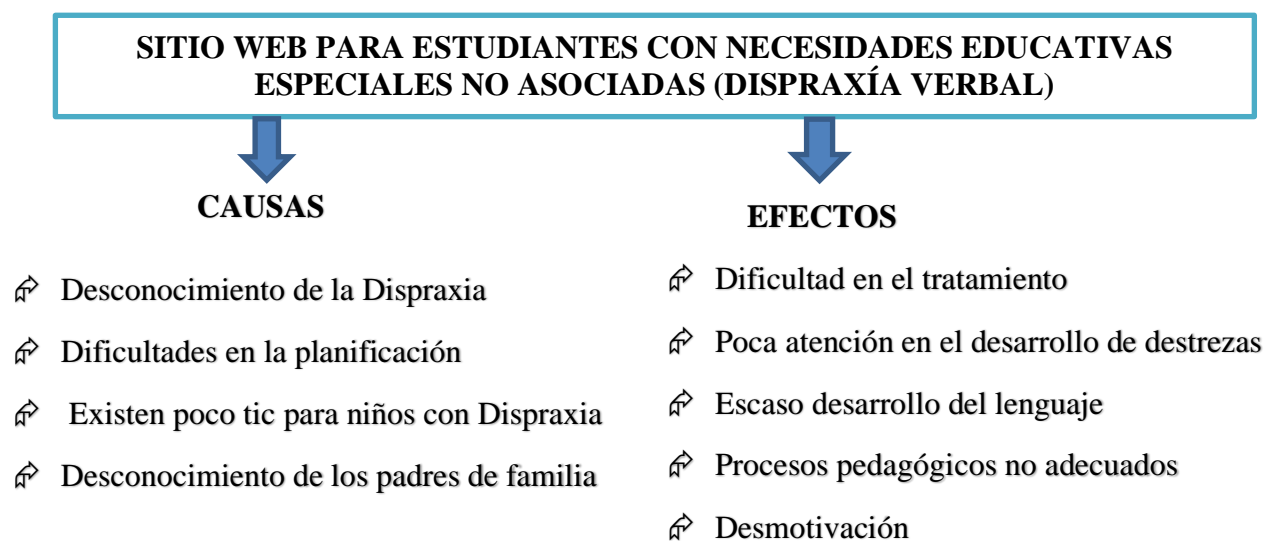 SITIO WEB PARA ESTUDIANTES CON NECESIDADES EDUCATIVAS
ESPECIALES NO ASOCIADAS (DISPRAXÍA VERBAL)
CAUSAS
Desconocimiento de la Dispraxia
Dificultades en la planificación
Existen poco tic para niños con Dispraxia
Desconocimiento de los padres de familia
EFECTOS
Dificultad en el tratamiento
Poca atención en el desarrollo de destrezas
Escaso desarrollo del lenguaje
Procesos pedagógicos no adecuados
Desmotivación